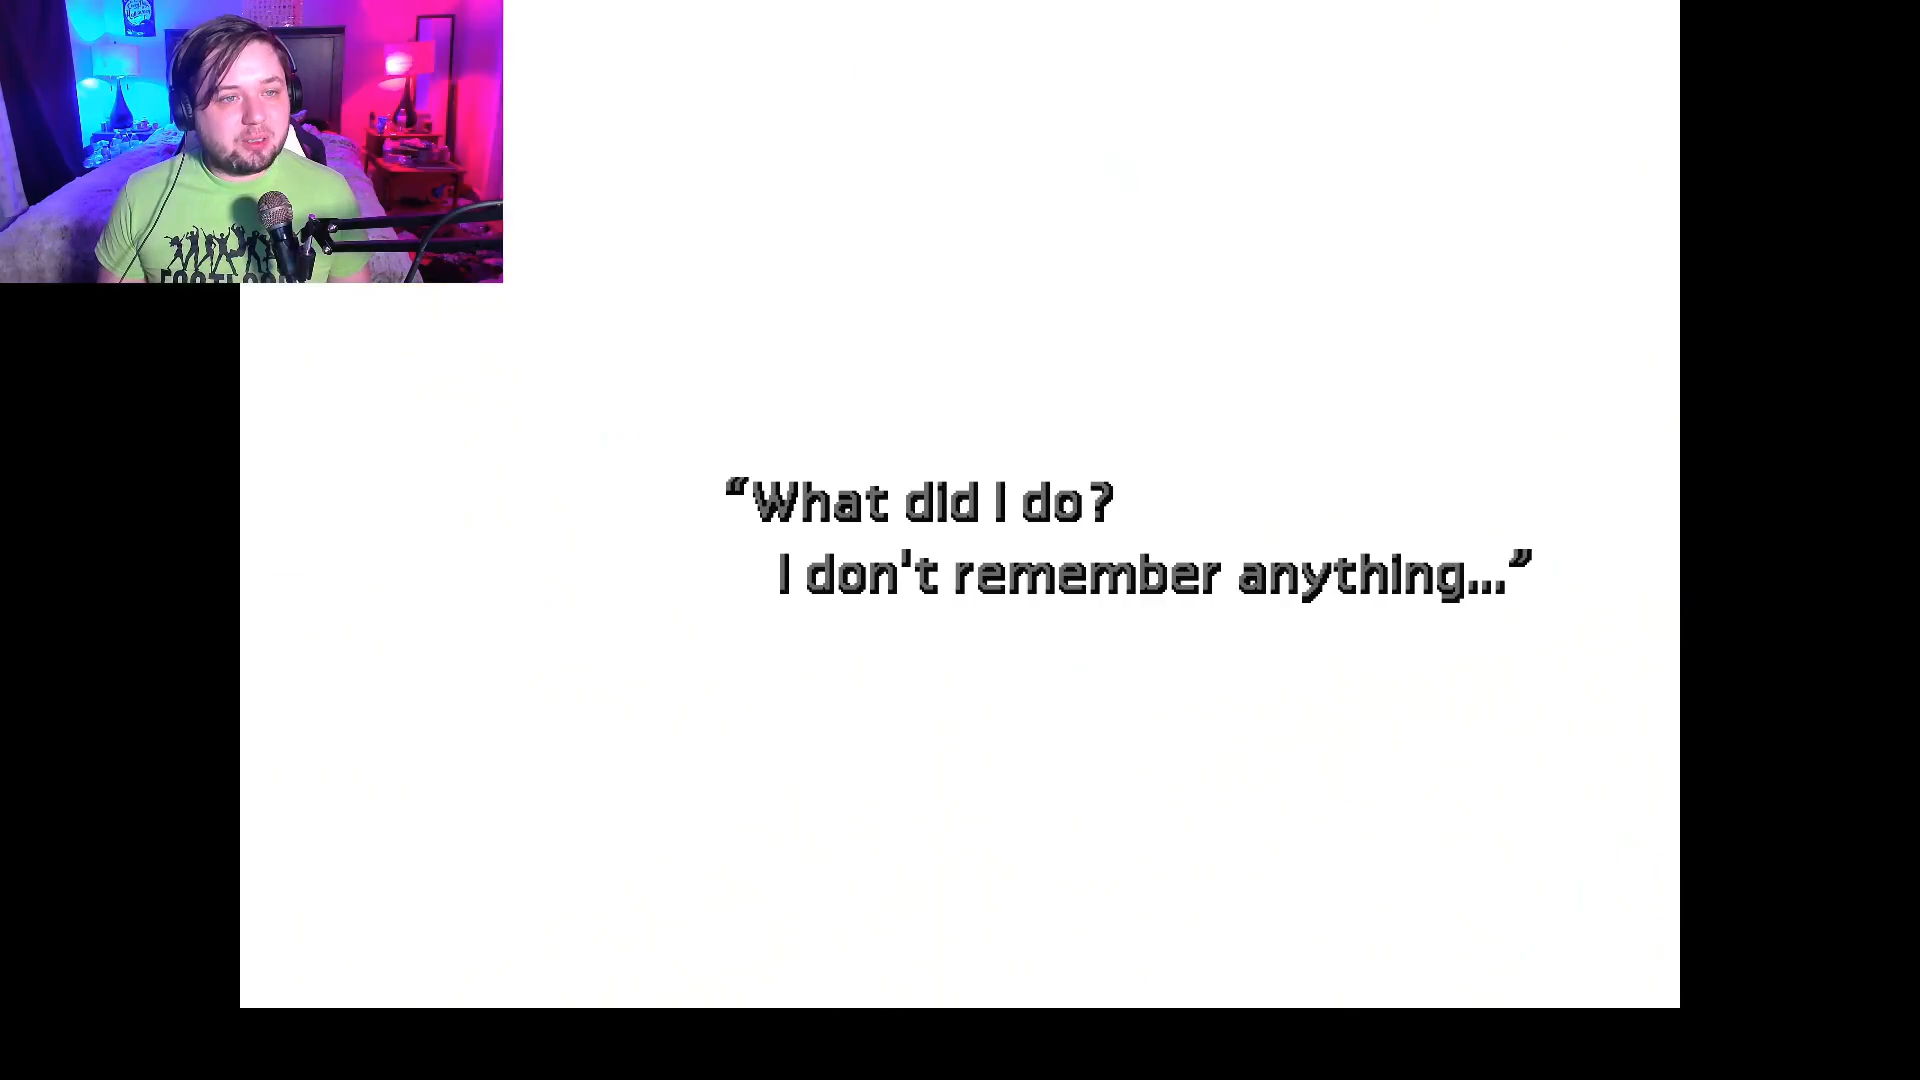 “What did I do?
I don't remember anything...”